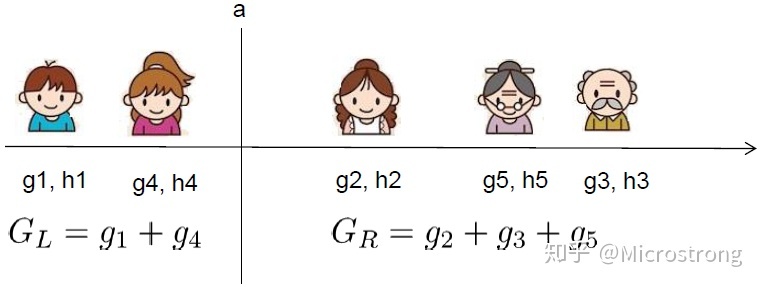 a
g1, h1 g4, h4 g2, h2 g5, h5 g3, h3
G_L = g_1 + g_4 G_R = g_2 + g_3 + g_5
知乎 @Microstrong